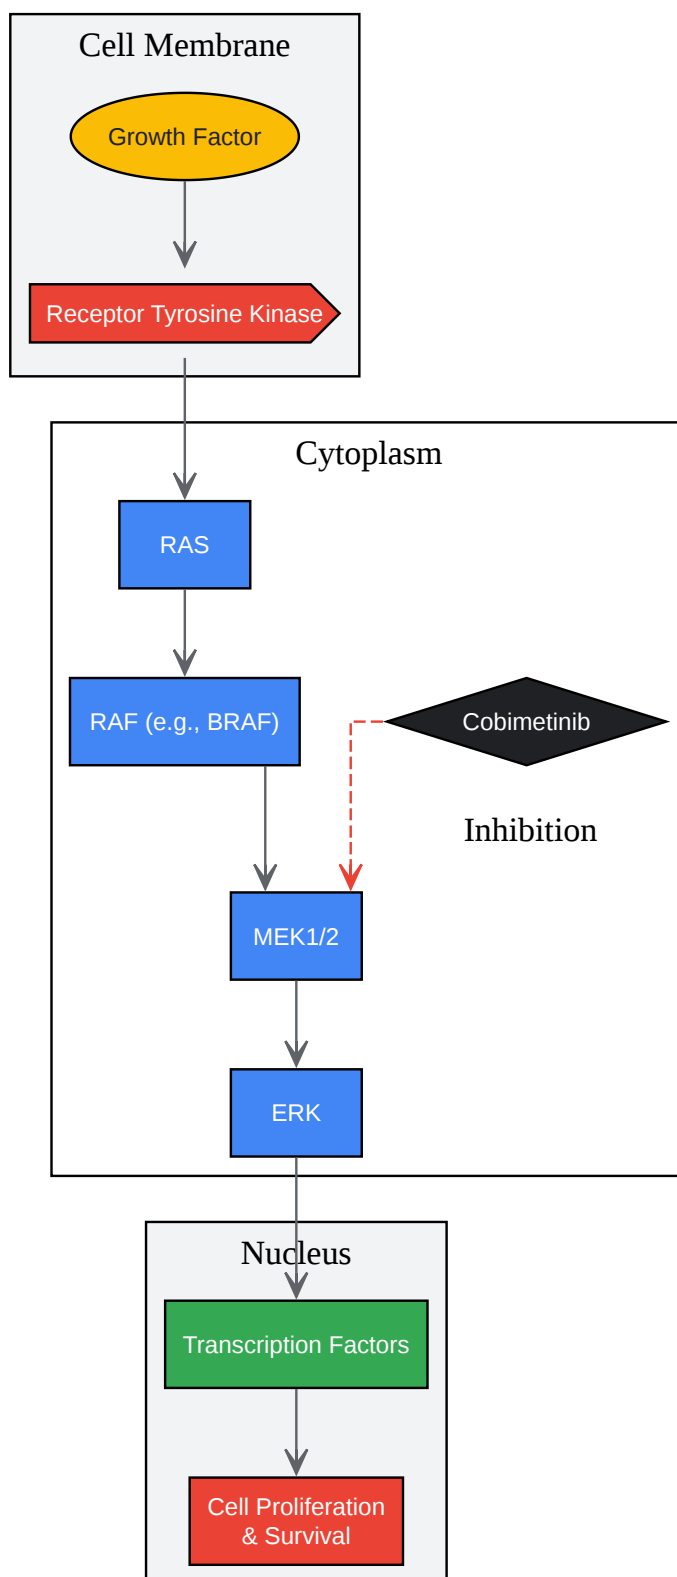 Cell Membrane
Growth Factor
Receptor Tyrosine Kinase
Cytoplasm
RAS
RAF (e.g., BRAF)
Cobimetinib
Inhibition
MEK1/2
ERK
Nucleus
Transcription Factors
Cell Proliferation
& Survival